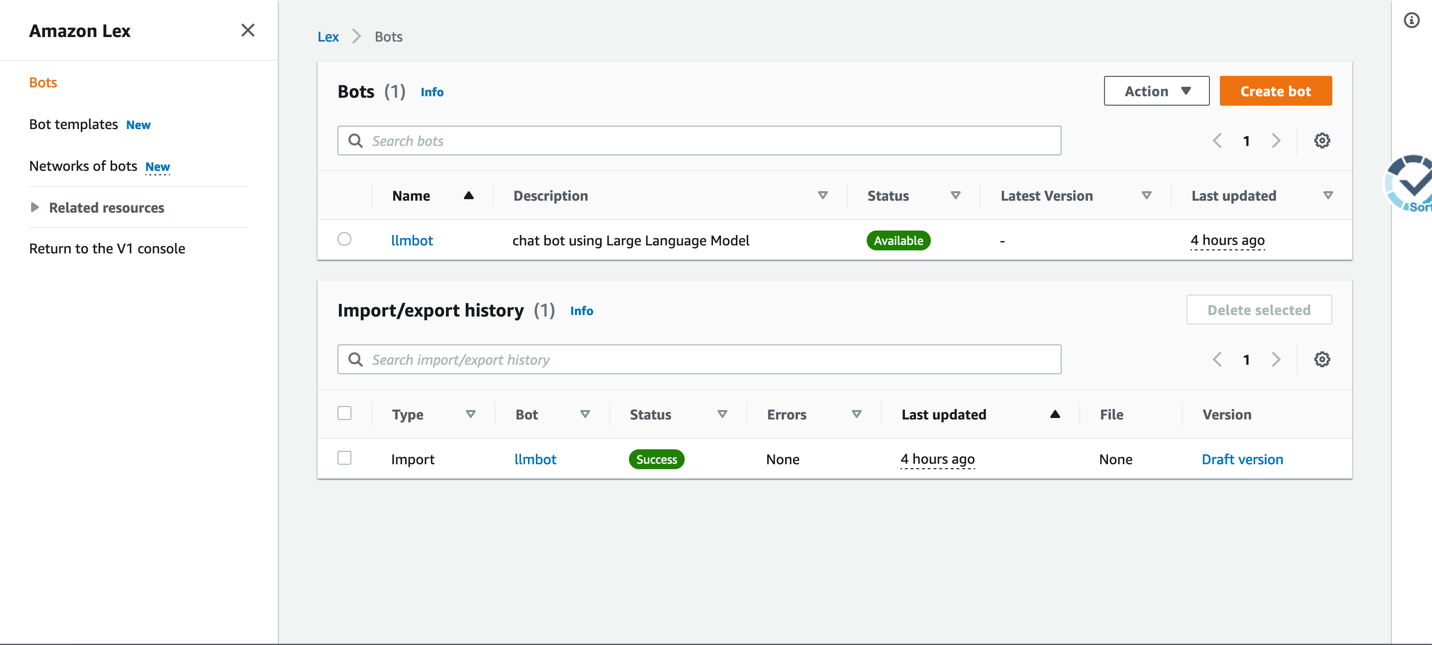 Amazon Lex
Bots
Bot templates New
Networks of bots New
Related resources
Return to the V1 console
Lex Bots
Bots (1) Info
Action Create bot
Search bots
1
Name Description Status Latest Version Last updated
llmbot chat bot using Large Language Model Available - 4 hours ago
Import/export history (1) Info
Delete selected
Search import/export history
1
Type Bot Status Errors Last updated File Version
Import llmbot Success None 4 hours ago None Draft version
Sort